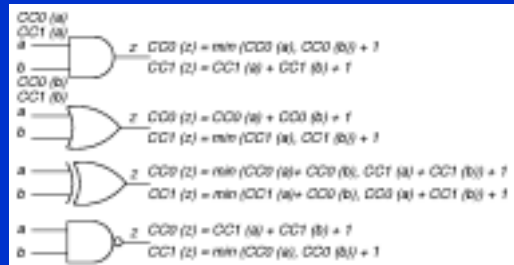 CC0 (a)
CC1 (a)
a
z CC0 (z) = min (CC0 (a), CC0 (b)) + 1
b
CC1 (z) = CC1 (a) + CC1 (b) + 1
CC0 (b)
CC1 (b)
a
z CC0 (z) = CC0 (a) + CC0 (b) + 1
b
CC1 (z) = min (CC1 (a), CC1 (b)) + 1
a
z CC0 (z) = min (CC0 (a)+ CC0 (b), CC1 (a) + CC1 (b)) + 1
b
CC1 (z) = min (CC1 (a)+ CC0 (b), CC0 (a) + CC1 (b)) + 1
a
z CC0 (z) = CC1 (a) + CC1 (b) + 1
b
CC1 (z) = min (CC0 (a), CC0 (b)) + 1